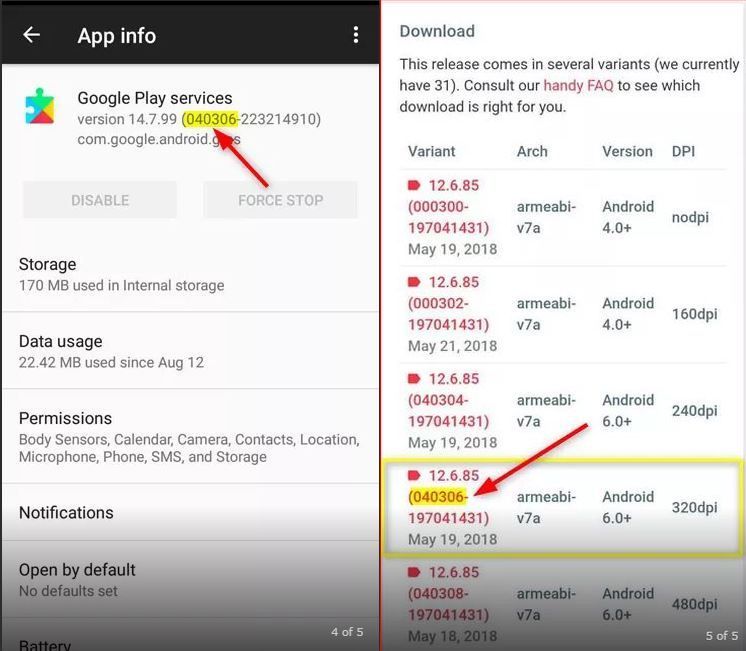 App info
Google Play services
version 14.7.99 (040306-223214910)
com.google.android.gms
DISABLE
FORCE STOP
Storage
170 MB used in Internal storage
Data usage
22.42 MB used since Aug 12
Permissions
Body Sensors, Calendar, Camera, Contacts, Location,
Microphone, Phone, SMS, and Storage
Notifications
Open by default
No defaults set
Battery
4 of 5
Download
This release comes in several variants (we currently
have 31). Consult our handy FAQ to see which
download is right for you.
Variant Arch Version DPI
12.6.85
(000300- armeabi- Android nodpi
197041431) v7a 4.0+
May 19, 2018
12.6.85
(000302- armeabi- Android 160dpi
197041431) v7a 4.0+
May 21, 2018
12.6.85
(040304- armeabi- Android 240dpi
197041431) v7a 6.0+
May 19, 2018
12.6.85
(040306- armeabi- Android 320dpi
197041431) v7a 6.0+
May 19, 2018
12.6.85
(040308- armeabi- Android 480dpi
197041431) v7a 6.0+
May 18, 2018
5 of 5